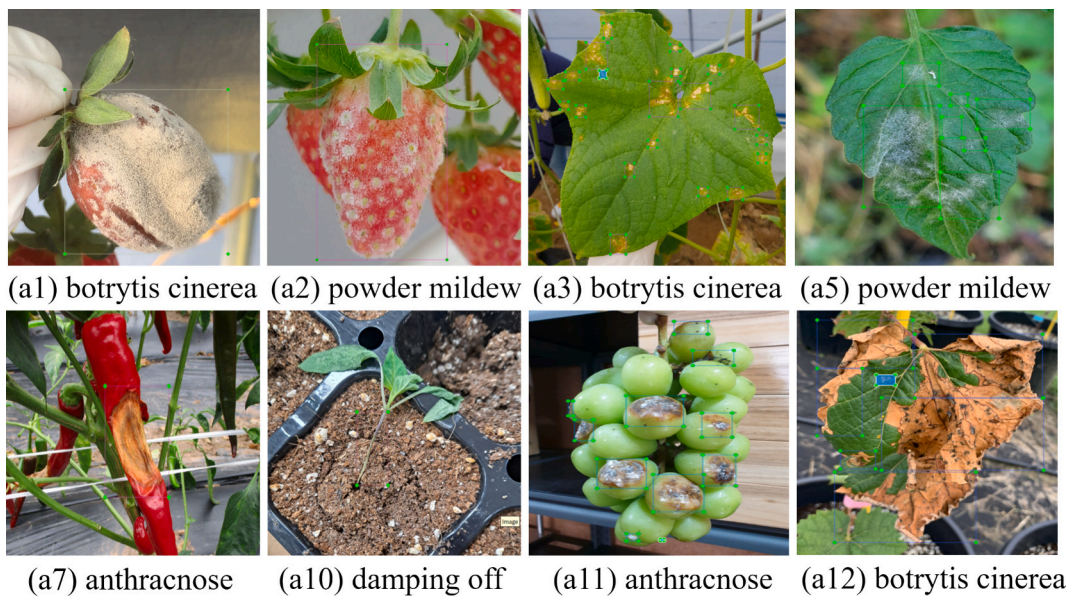 (a1) botrytis cinerea (a2) powder mildew (a3) botrytis cinerea (a5) powder mildew
image
(a7) anthracnose (a10) damping off (a11) anthracnose (a12) botrytis cinerea